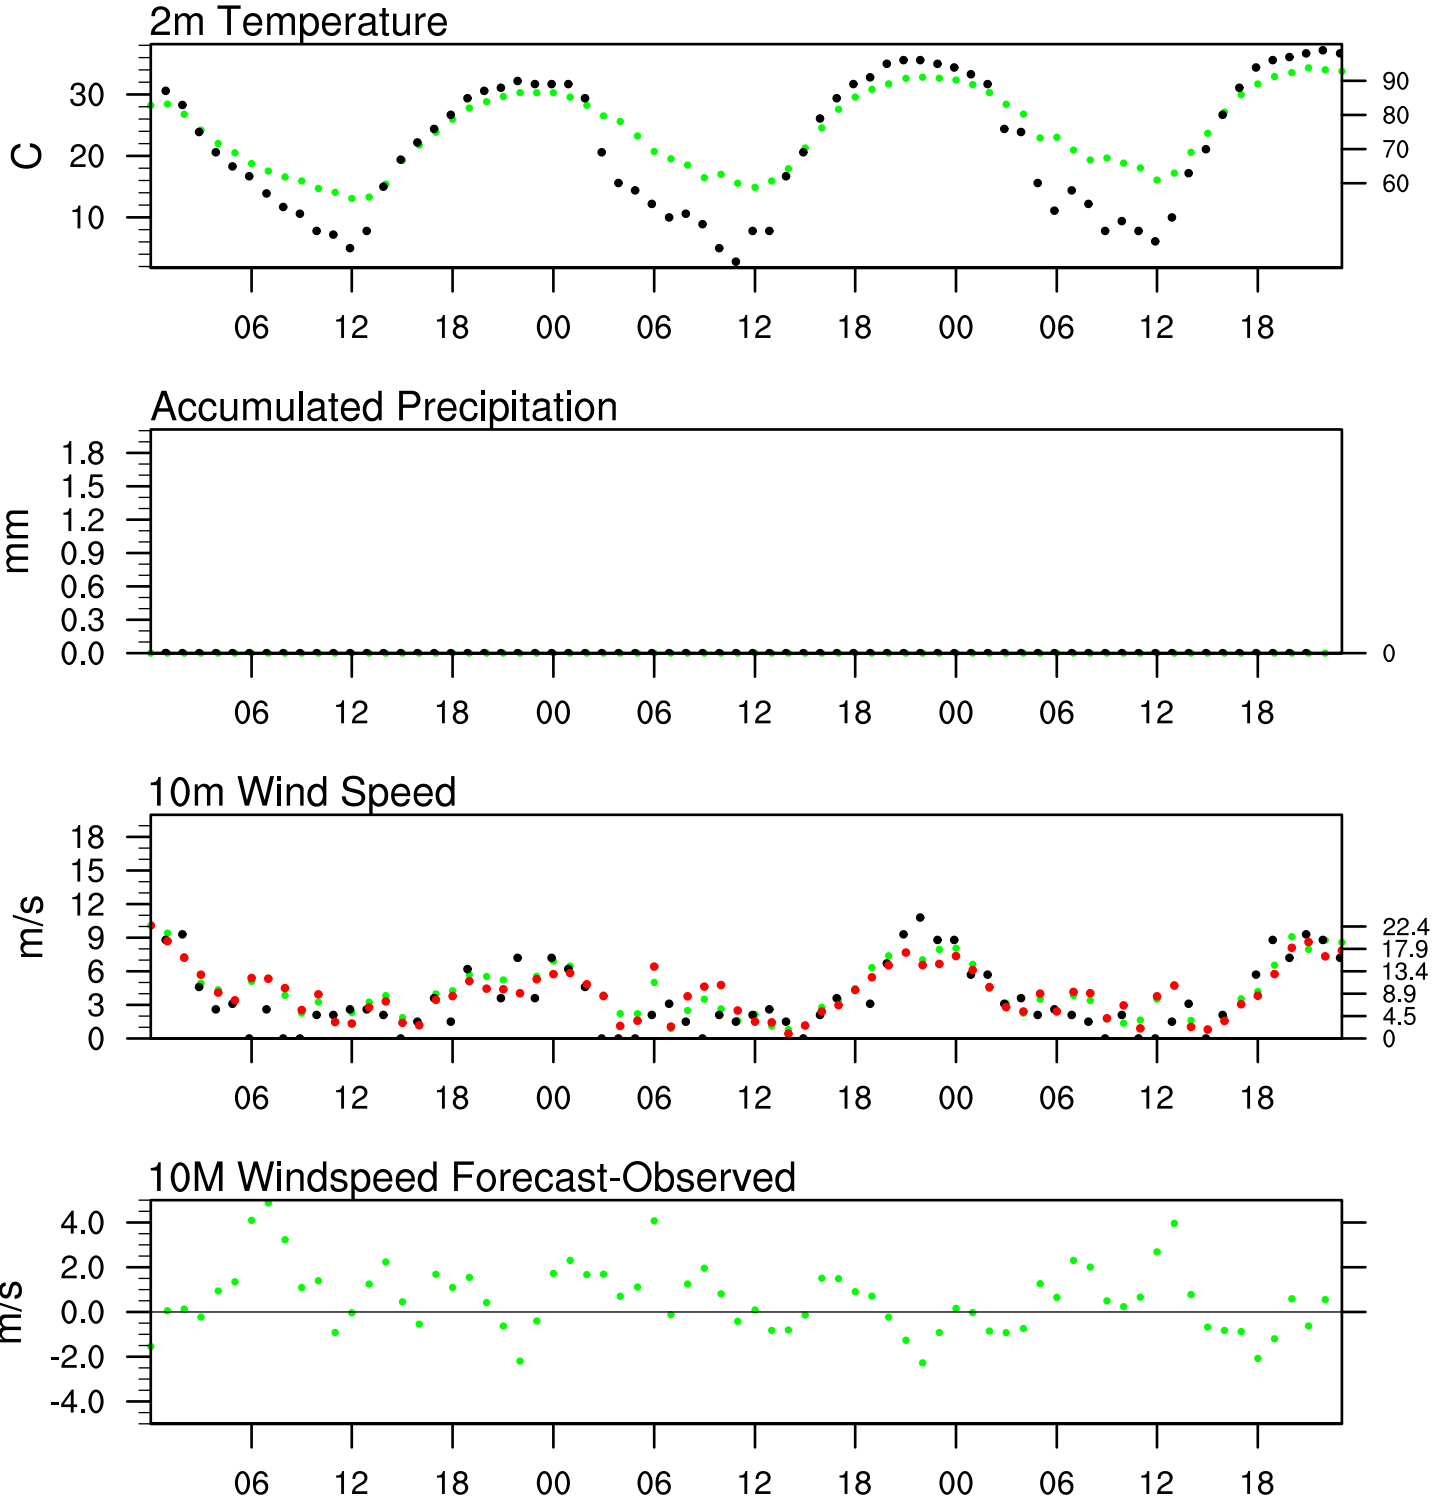 2m Temperature
C
30
20
10
90
80
70
60
06 12 18 00 06 12 18 00 06 12 18
Accumulated Precipitation
mm
1.8
1.5
1.2
0.9
0.6
0.3
0.0
0
06 12 18 00 06 12 18 00 06 12 18
10m Wind Speed
m/s
18
15
12
9
6
3
0
22.4
17.9
13.4
8.9
4.5
0
06 12 18 00 06 12 18 00 06 12 18
10M Windspeed Forecast-Observed
m/s
4.0
2.0
0.0
-2.0
-4.0
06 12 18 00 06 12 18 00 06 12 18